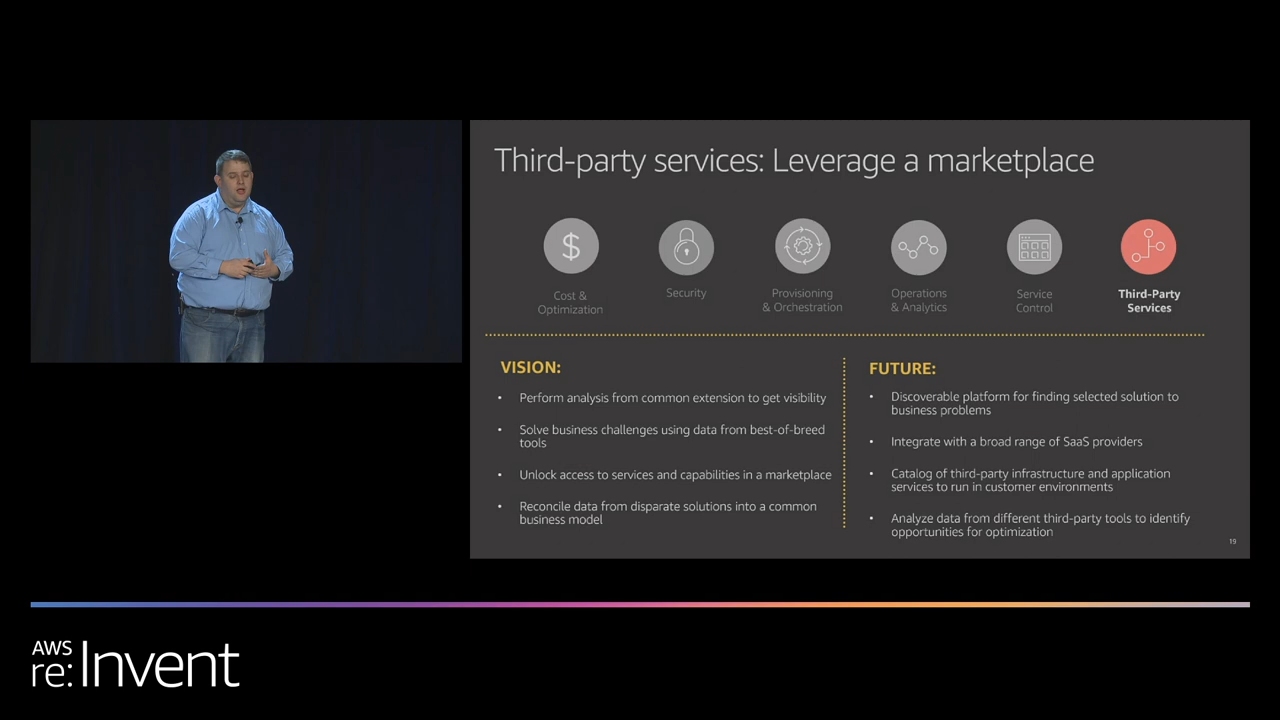 Third-party services: Leverage a marketplace
$
Cost &
Optimization
Security
Provisioning
& Orchestration
Operations
& Analytics
Service
Control
Third-Party
Services
VISION:
• Perform analysis from common extension to get visibility
• Solve business challenges using data from best-of-breed
tools
• Unlock access to services and capabilities in a marketplace
• Reconcile data from disparate solutions into a common
business model
FUTURE:
• Discoverable platform for finding selected solution to
business problems
• Integrate with a broad range of SaaS providers
• Catalog of third-party infrastructure and application
services to run in customer environments
• Analyze data from different third-party tools to identify
opportunities for optimization
19
AWS
re:Invent